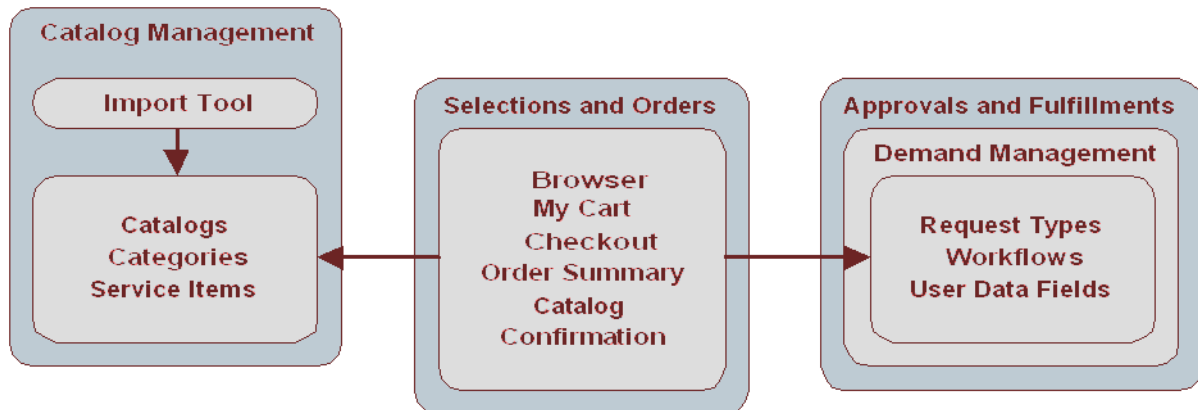 Catalog Management
Import Tool
Catalogs
Categories
Service Items
Selections and Orders
Browser
My Cart
Checkout
Order Summary
Catalog
Confirmation
Approvals and Fulfillments
Demand Management
Request Types
Workflows
User Data Fields